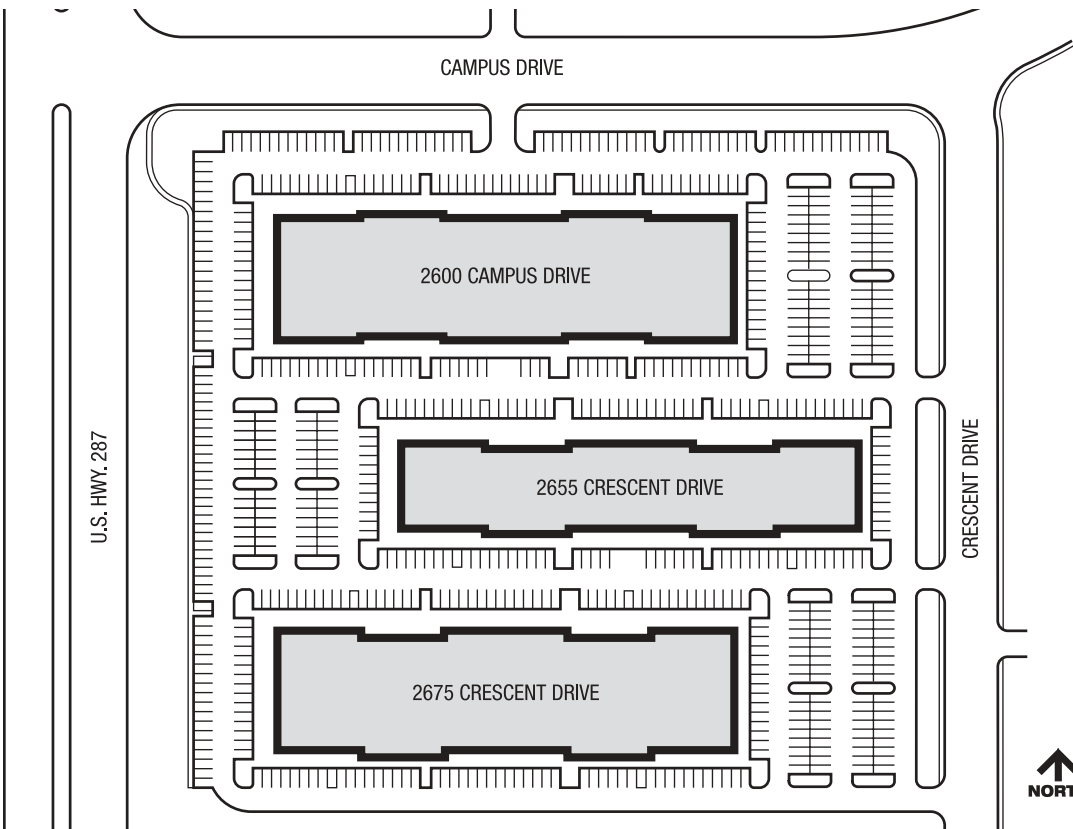 CAMPUS DRIVE
2600 CAMPUS DRIVE
U.S. HWY. 287
2655 CRESCENT DRIVE
CRESCENT DRIVE
2675 CRESCENT DRIVE
NORT